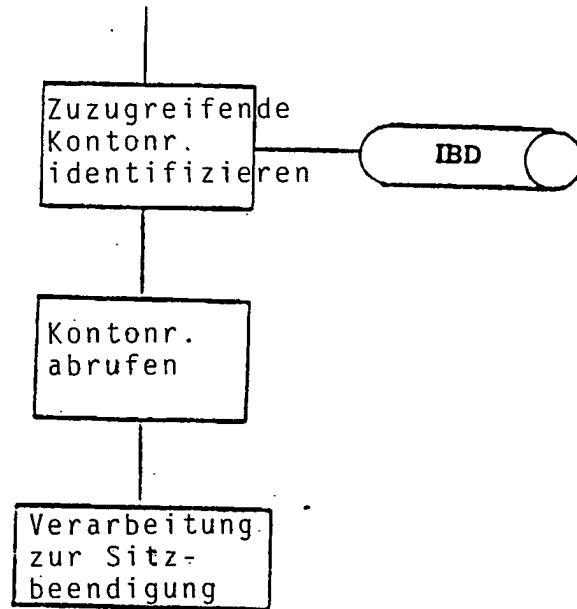 Zuzugreifende
Kontonr.
identifizieren
IBD
Kontonr.
abrufen
Verarbeitung
zur Sitz-
beendigung